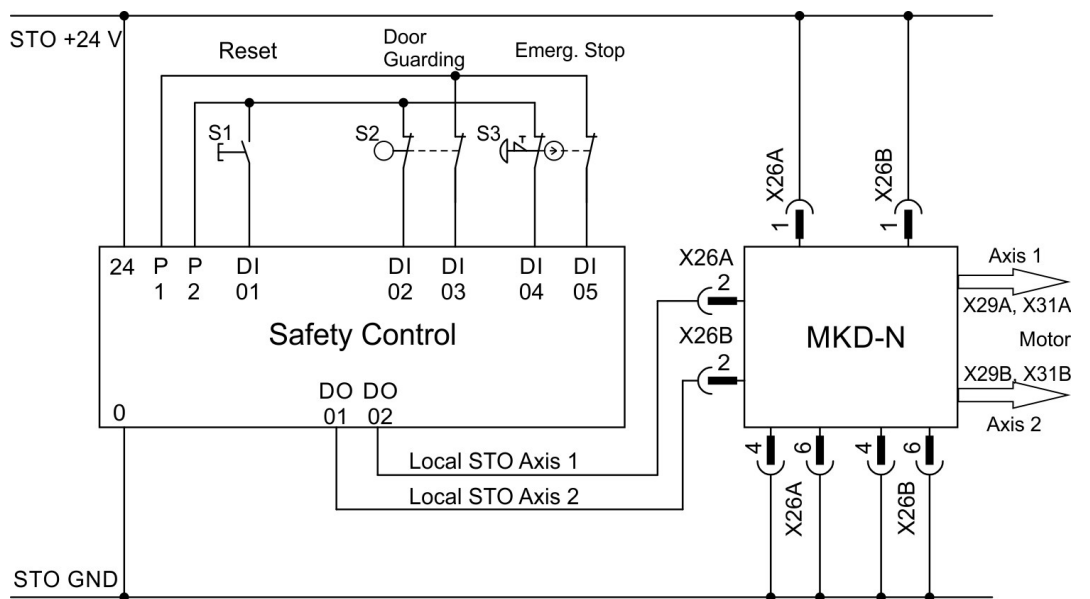 STO +24 V
Reset
Door
Guarding
Emerg. Stop
S1
S2
S3
X26A
X26B
1
1
24
P
1
P
2
DI
01
DI
02
DI
03
DI
04
DI
05
Safety Control
X26A
2
X26B
2
MKD-N
Axis 1
X29A, X31A
Motor
X29B, X31B
Axis 2
0
DO
01
DO
02
4
6
4
6
X26A
X26B
Local STO Axis 1
Local STO Axis 2
STO GND